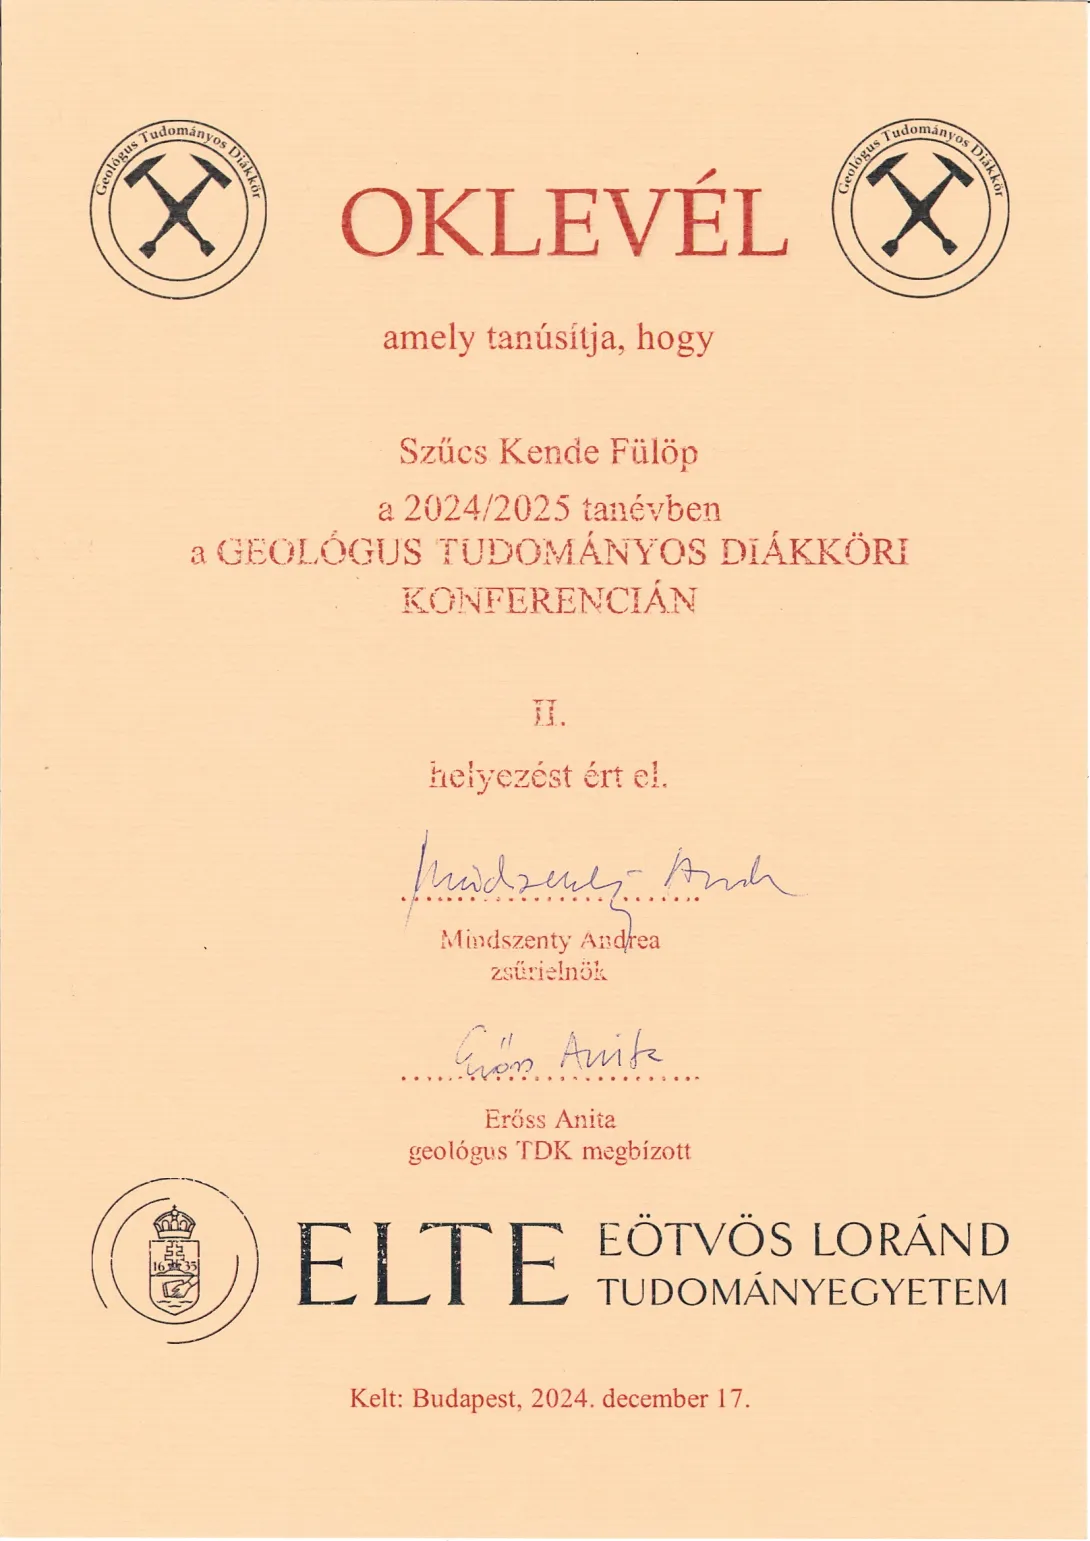 Geológus Tudományos Diákkör
Geológus Tudományos Diákkör
OKLEVÉL
amely tanúsítja, hogy
Szűcs Kende Fülöp
a 2024/2025 tanévben
a GEOLÓGUS TUDOMÁNYOS DIÁKKÖRI
KONFERENCIÁN
II.
helyezést ért el.
Mindszenty Andrea
Mindszenty Andrea
zsűrielnök
Erőss Anita
Erőss Anita
geológus TDK megbízott
1635
ELTE EÖTVÖS LORÁND
TUDOMÁNYEGYETEM
Kelt: Budapest, 2024. december 17.